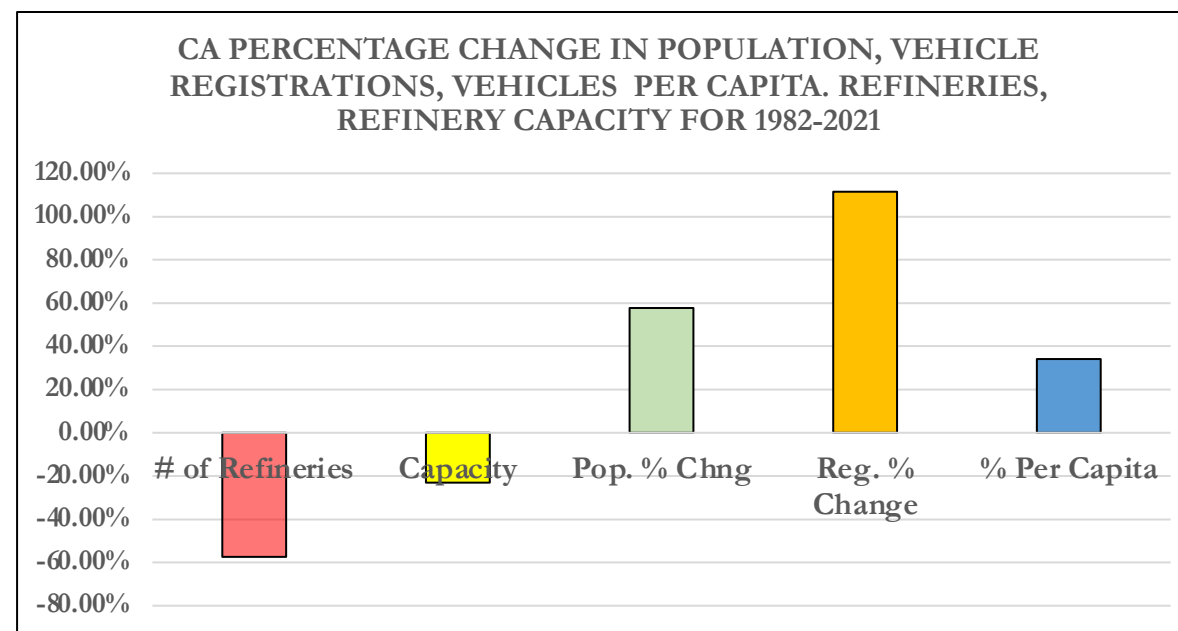 CA PERCENTAGE CHANGE IN POPULATION, VEHICLE
REGISTRATIONS, VEHICLES PER CAPITA. REFINERIES,
REFINERY CAPACITY FOR 1982-2021
120.00%
100.00%
80.00%
60.00%
40.00%
20.00%
0.00%
-20.00%
-40.00%
-60.00%
-80.00%
# of Refineries
Capacity
Pop. % Chng
Reg. %
Change
% Per Capita